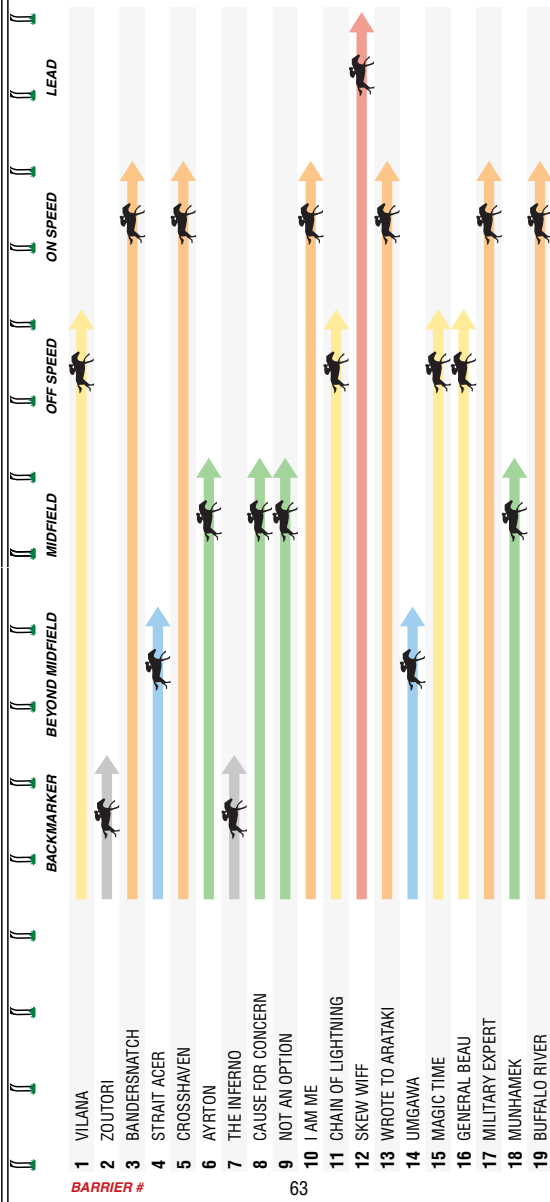 BACKMARKER
BEYOND MIDFIELD
MIDFIELD
OFF SPEED
ON SPEED
LEAD
1 VILANA
2 ZOUTORI
3 BANDERSNATCH
4 STRAIT ACER
5 CROSSHAVEN
6 AYRTON
7 THE INFERNO
8 CAUSE FOR CONCERN
9 NOT AN OPTION
10 I AM ME
11 CHAIN OF LIGHTNING
12 SKEW WIFF
13 WROTE TO ARATAKI
14 UMGAWA
15 MAGIC TIME
16 GENERAL BEAU
17 MILITARY EXPERT
18 MUNHAMEK
19 BUFFALO RIVER
BARRIER #
63